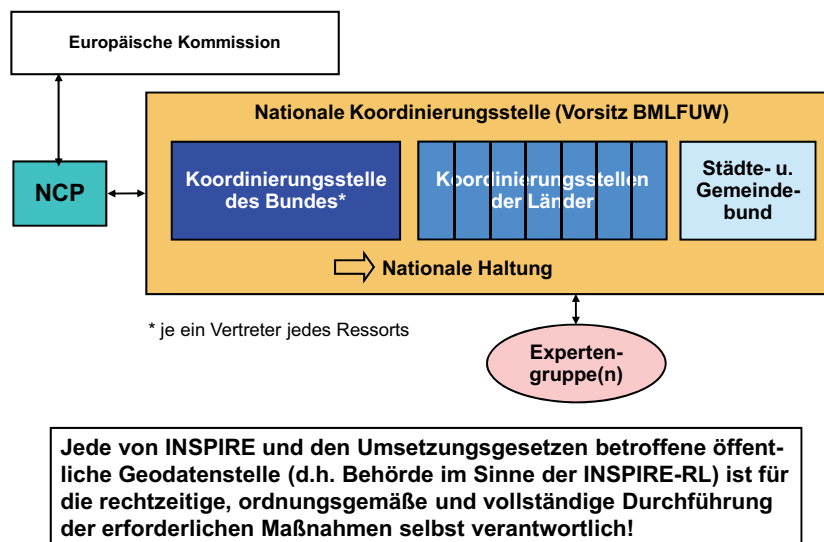 Europäische Kommission
Nationale Koordinierungsstelle (Vorsitz BMLFUW)
NCP
Koordinierungsstelle
des Bundes*
Koordinierungsstellen
der Länder
Städte- u.
Gemeinde-
bund
Nationale Haltung
* je ein Vertreter jedes Ressorts
Experten-
gruppe(n)
Jede von INSPIRE und den Umsetzungsgesetzen betroffene öffent-
liche Geodatenstelle (d.h. Behörde im Sinne der INSPIRE-RL) ist für
die rechtzeitige, ordnungsgemäße und vollständige Durchführung
der erforderlichen Maßnahmen selbst verantwortlich!